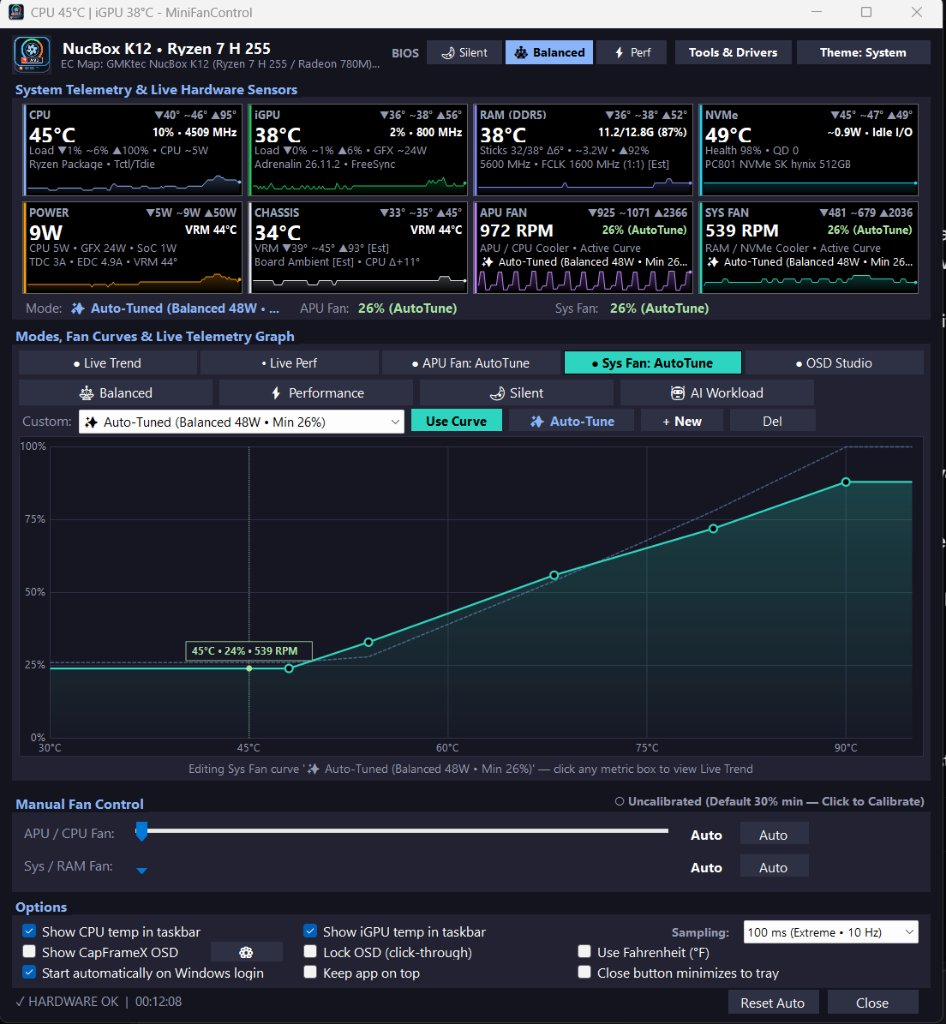 CPU 45°C | iGPU 38°C - MiniFanControl
NucBox K12 • Ryzen 7 H 255
EC Map: GMKtec NucBox K12 (Ryzen 7 H 255 / Radeon 780M)...
BIOS
Silent
Balanced
Perf
Tools & Drivers
Theme: System
System Telemetry & Live Hardware Sensors
CPU ▼40° ~46° ▲95°
45°C 10% • 4509 MHz
Load ▼1% ~6% ▲100% • CPU ~5W
Ryzen Package • Tctl/Tdie
iGPU ▼36° ~38° ▲56°
38°C 2% • 800 MHz
Load ▼0% ~1% ▲6% • GFX ~24W
Adrenalin 26.11.2 • FreeSync
RAM (DDR5) ▼36° ~38° ▲52°
38°C 11.2/12.8G (87%)
Sticks 32/38° Δ6° • ~3.2W • ▲92%
5600 MHz • FCLK 1600 MHz (1:1) [Est]
NVMe ▼45° ~47° ▲49°
49°C ~0.9W • Idle I/O
Health 98% • QD 0
PC801 NVMe SK hynix 512GB
POWER ▼5W ~9W ▲50W
9W VRM 44°C
CPU 5W • GFX 24W • SoC 1W
TDC 3A • EDC 4.9A • VRM 44°
CHASSIS ▼33° ~35° ▲45°
34°C VRM 44°C
VRM ▼39° ~45° ▲93° [Est]
Board Ambient [Est] • CPU Δ+11°
APU FAN ▼925 ~1071 ▲2366
972 RPM 26% (AutoTune)
APU / CPU Cooler • Active Curve
Auto-Tuned (Balanced 48W • Min 26...
SYS FAN ▼481 ~679 ▲2036
539 RPM 26% (AutoTune)
RAM / NVMe Cooler • Active Curve
Auto-Tuned (Balanced 48W • Min 26...
Mode: Auto-Tuned (Balanced 48W • ... APU Fan: 26% (AutoTune) Sys Fan: 26% (AutoTune)
Modes, Fan Curves & Live Telemetry Graph
• Live Trend
• Live Perf
• APU Fan: AutoTune
• Sys Fan: AutoTune
• OSD Studio
Balanced
Performance
Silent
AI Workload
Custom: Auto-Tuned (Balanced 48W • Min 26%)
Use Curve
Auto-Tune
+ New
Del
100%
75%
50%
25%
0%
45°C • 24% • 539 RPM
30°C 45°C 60°C 75°C 90°C
Editing Sys Fan curve 'Auto-Tuned (Balanced 48W • Min 26%)' — click any metric box to view Live Trend
Manual Fan Control
○ Uncalibrated (Default 30% min — Click to Calibrate)
APU / CPU Fan: Auto Auto
Sys / RAM Fan: Auto Auto
Options
Show CPU temp in taskbar
Show iGPU temp in taskbar
Sampling: 100 ms (Extreme • 10 Hz)
Show CapFrameX OSD
Lock OSD (click-through)
Use Fahrenheit (°F)
Start automatically on Windows login
Keep app on top
Close button minimizes to tray
✓ HARDWARE OK | 00:12:08
Reset Auto
Close